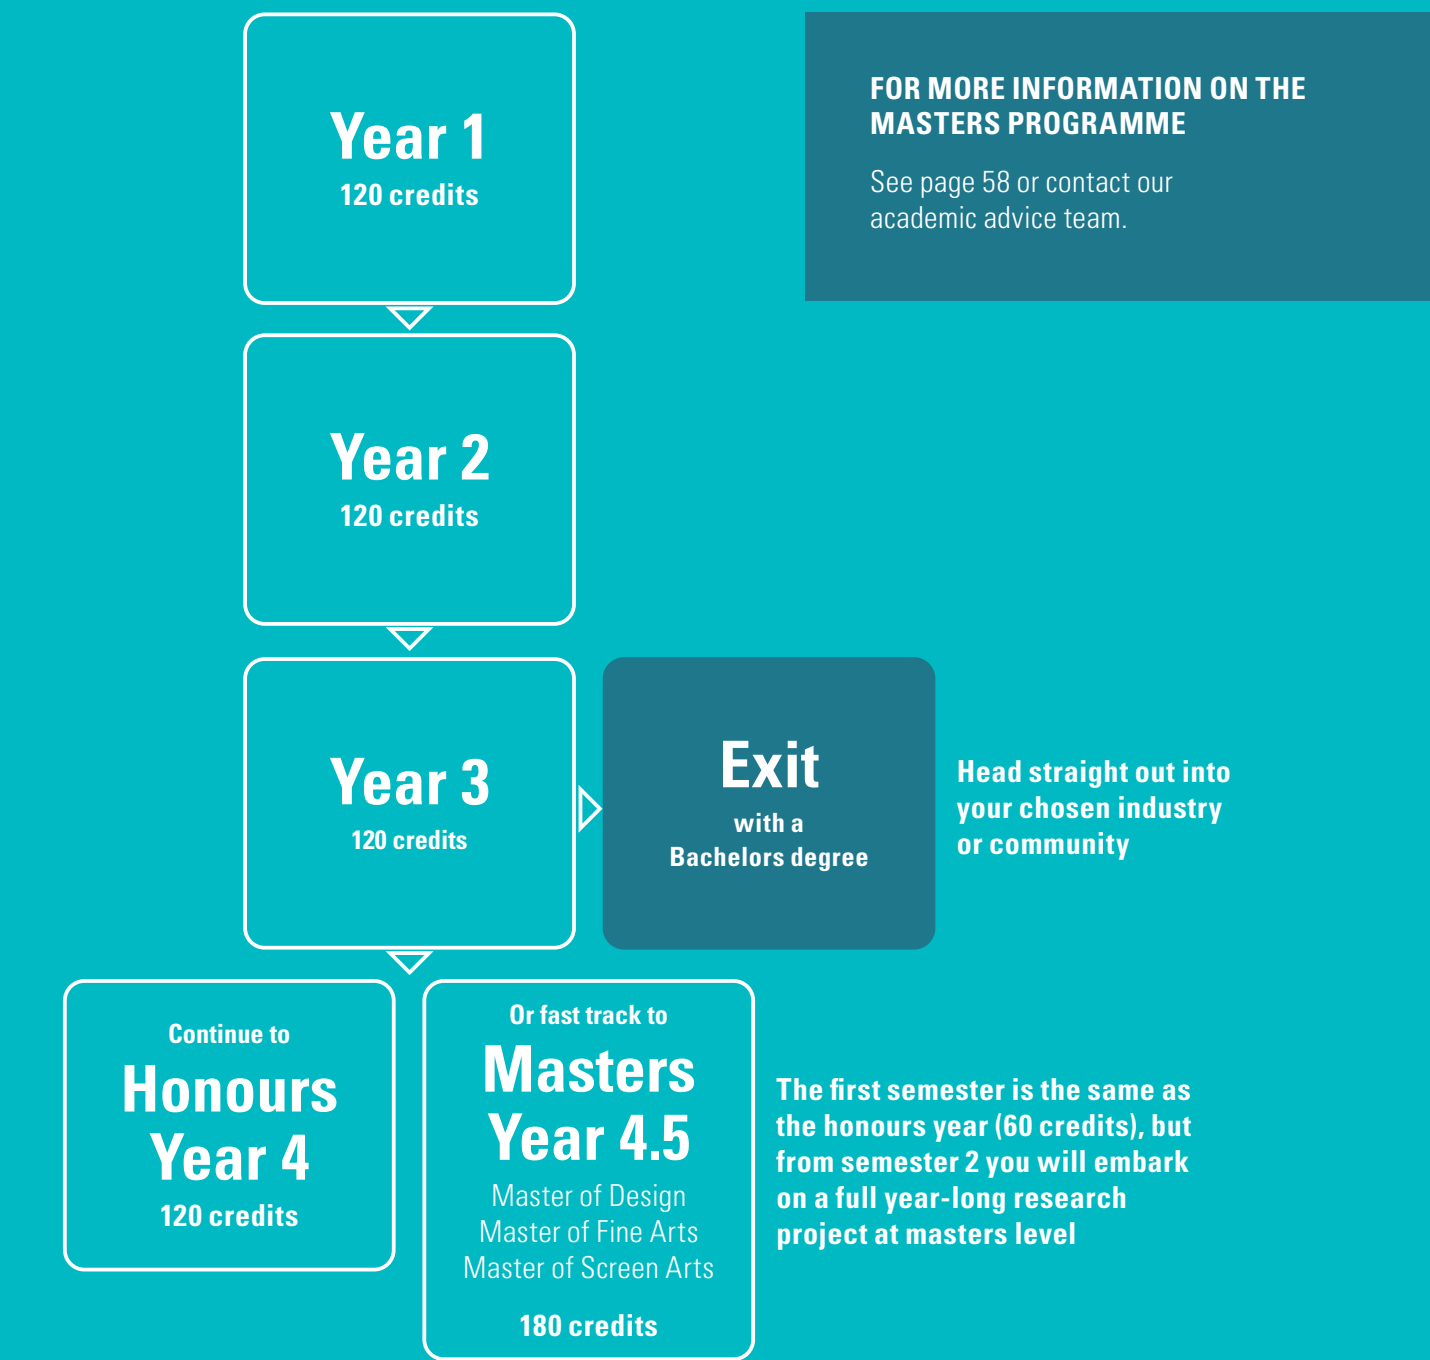 Year 1
120 credits
FOR MORE INFORMATION ON THE
MASTERS PROGRAMME
See page 58 or contact our
academic advice team.
Year 2
120 credits
Year 3
120 credits
Exit
with a
Bachelors degree
Head straight out into
your chosen industry
or community
Continue to
Honours
Year 4
120 credits
Or fast track to
Masters
Year 4.5
Master of Design
Master of Fine Arts
Master of Screen Arts
180 credits
The first semester is the same as
the honours year (60 credits), but
from semester 2 you will embark
on a full year-long research
project at masters level